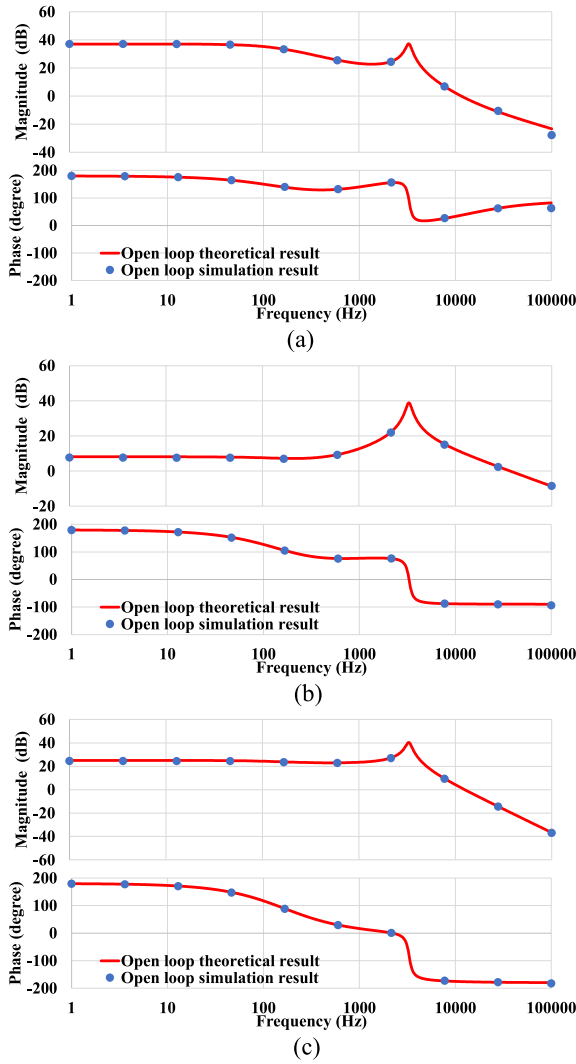 60
40
20
0
-20
-40
Magnitude (dB)
200
100
0
-100
-200
Phase (degree)
Open loop theoretical result
Open loop simulation result
1 10 100 1000 10000 100000
Frequency (Hz)
(a)
60
40
20
0
-20
Magnitude (dB)
200
100
0
-100
-200
Phase (degree)
Open loop theoretical result
Open loop simulation result
1 10 100 1000 10000 100000
Frequency (Hz)
(b)
60
40
20
0
-20
-40
-60
Magnitude (dB)
200
100
0
-100
-200
Phase (degree)
Open loop theoretical result
Open loop simulation result
1 10 100 1000 10000 100000
Frequency (Hz)
(c)